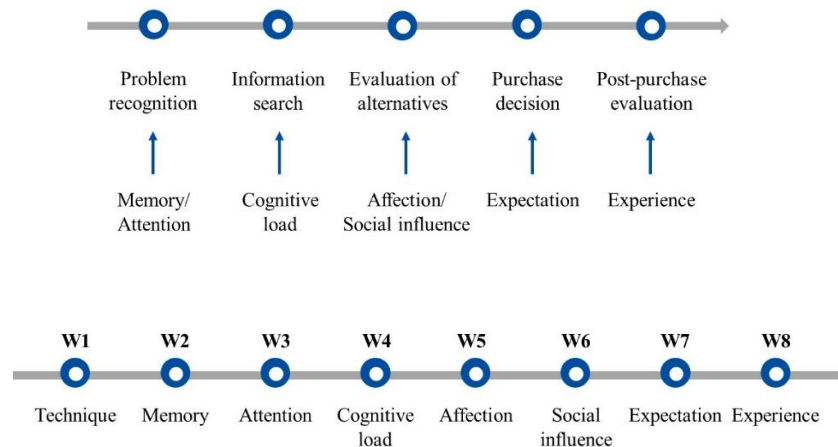 Problem recognition
Information search
Evaluation of alternatives
Purchase decision
Post-purchase evaluation
Memory/ Attention
Cognitive load
Affection/ Social influence
Expectation
Experience
W1 W2 W3 W4 W5 W6 W7 W8
Technique
Memory
Attention
Cognitive load
Affection
Social influence
Expectation
Experience